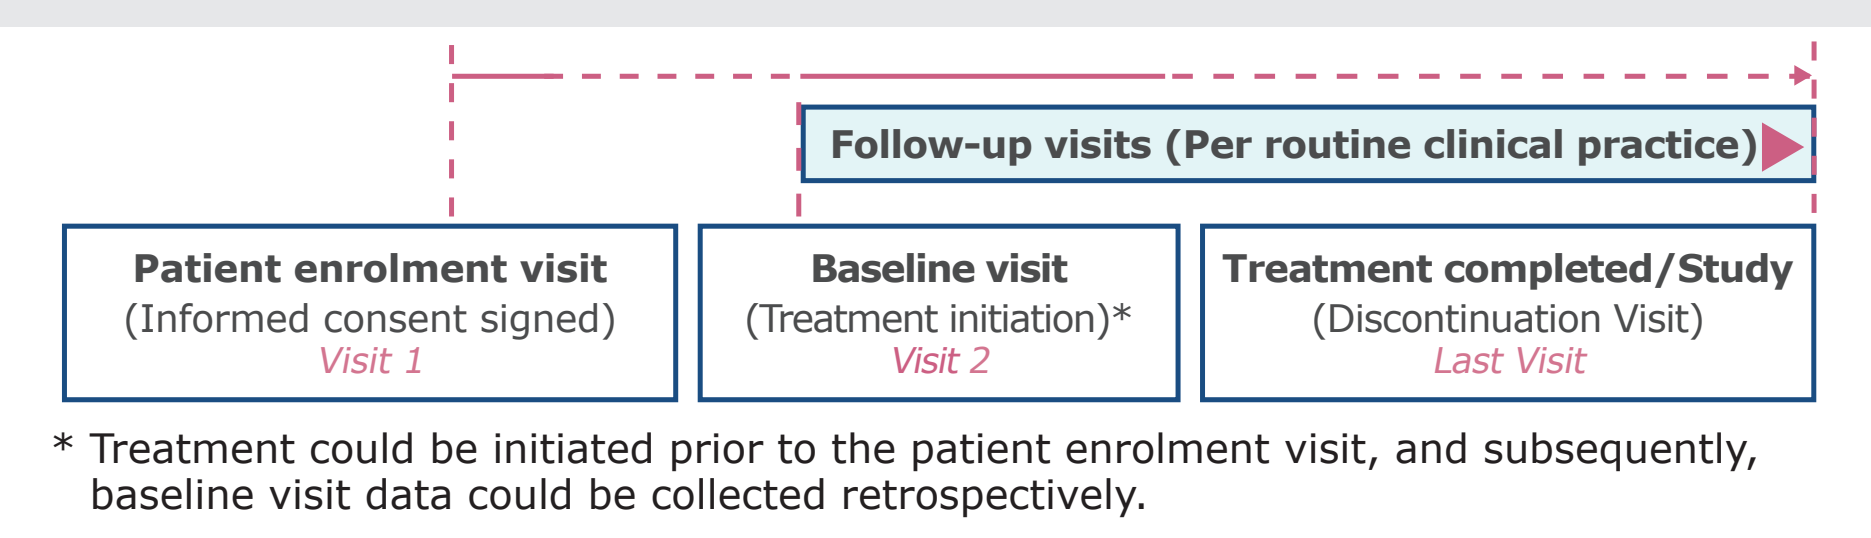 Follow-up visits (Per routine clinical practice)
Patient enrolment visit
(Informed consent signed)
Visit 1
Baseline visit
(Treatment initiation)*
Visit 2
Treatment completed/Study
(Discontinuation Visit)
Last Visit
* Treatment could be initiated prior to the patient enrolment visit, and subsequently,
baseline visit data could be collected retrospectively.